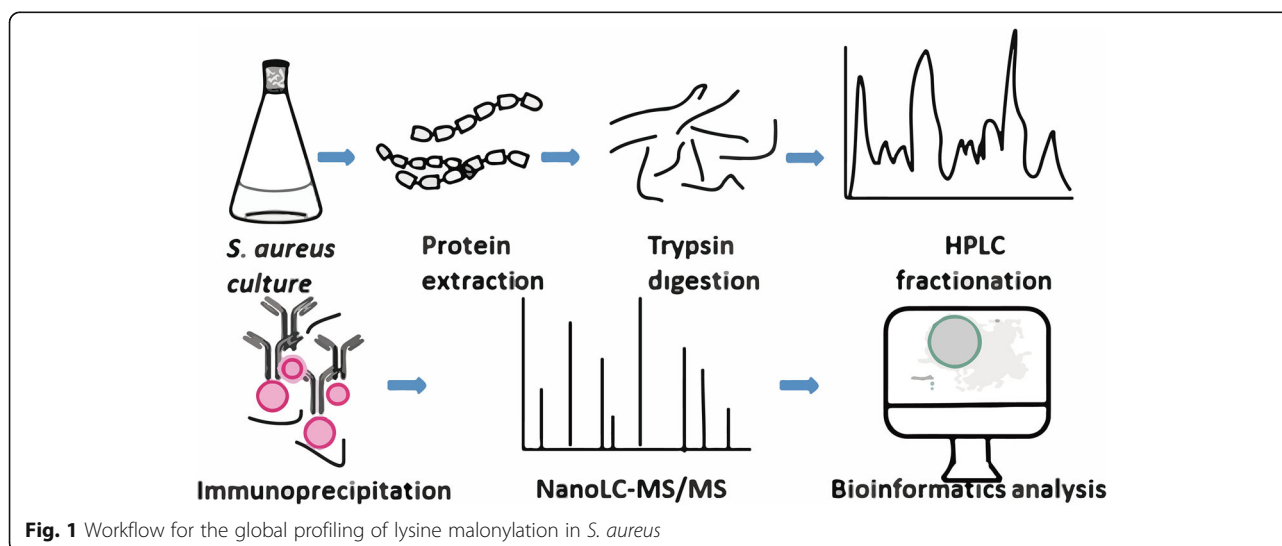 S. aureus culture
Protein extraction
Trypsin digestion
HPLC fractionation
Immunoprecipitation
NanoLC-MS/MS
Bioinformatics analysis
Fig. 1 Workflow for the global profiling of lysine malonylation in S. aureus